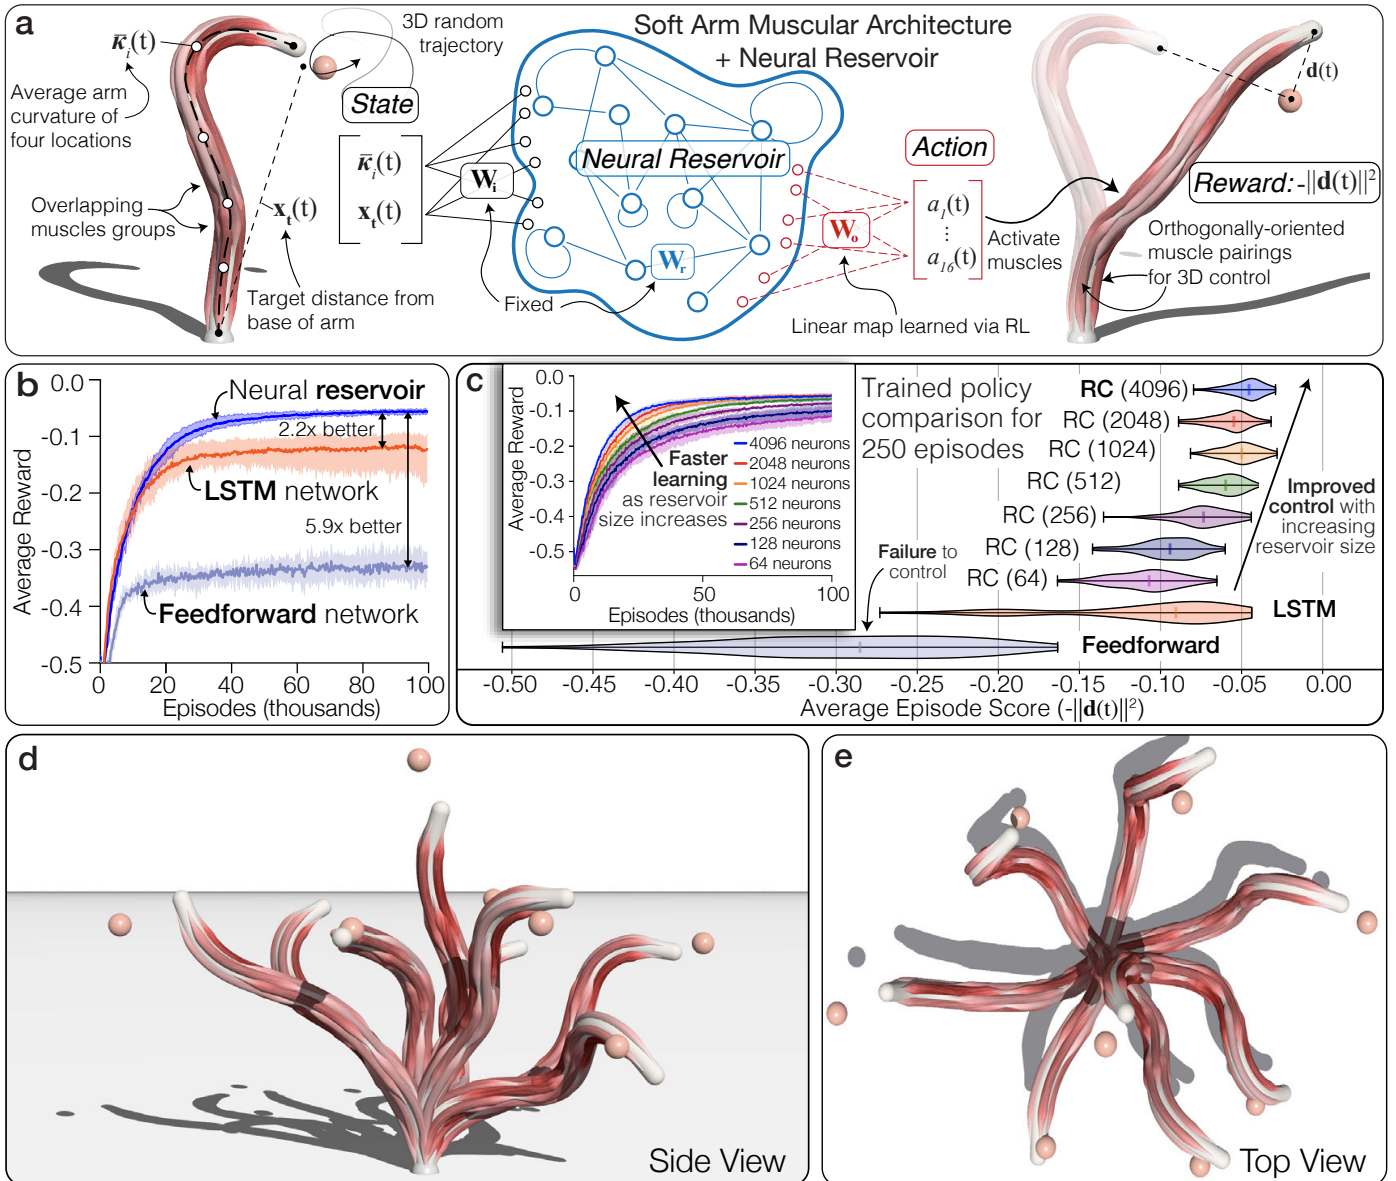 a
κ̄ᵢ(t)
Average arm
curvature of
four locations
Overlapping
muscles groups
xₜ(t)
Target distance from
base of arm
3D random
trajectory
State
κ̄ᵢ(t)
xₜ(t)
Wᵢ
Fixed
Soft Arm Muscular Architecture
+ Neural Reservoir
Neural Reservoir
Wᵣ
Wₒ
Linear map learned via RL
Action
a₁(t)
⋮
a₁₆(t)
Activate
muscles
d(t)
Reward: -||d(t)||²
Orthogonally-oriented
muscle pairings
for 3D control
b
Average Reward
0.0
-0.1
-0.2
-0.3
-0.4
-0.5
0 20 40 60 80 100
Episodes (thousands)
Neural reservoir
2.2x better
LSTM network
5.9x better
Feedforward network
c
Average Reward
0.0
-0.1
-0.2
-0.3
-0.4
-0.5
0 50 100
Episodes (thousands)
Faster
learning
as reservoir
size increases
4096 neurons
2048 neurons
1024 neurons
512 neurons
256 neurons
128 neurons
64 neurons
Trained policy
comparison for
250 episodes
RC (4096)
RC (2048)
RC (1024)
RC (512)
RC (256)
RC (128)
RC (64)
LSTM
Feedforward
Failure to
control
Improved
control with
increasing
reservoir size
-0.50 -0.45 -0.40 -0.35 -0.30 -0.25 -0.20 -0.15 -0.10 -0.05 0.00
Average Episode Score (-||d(t)||²)
d
Side View
e
Top View